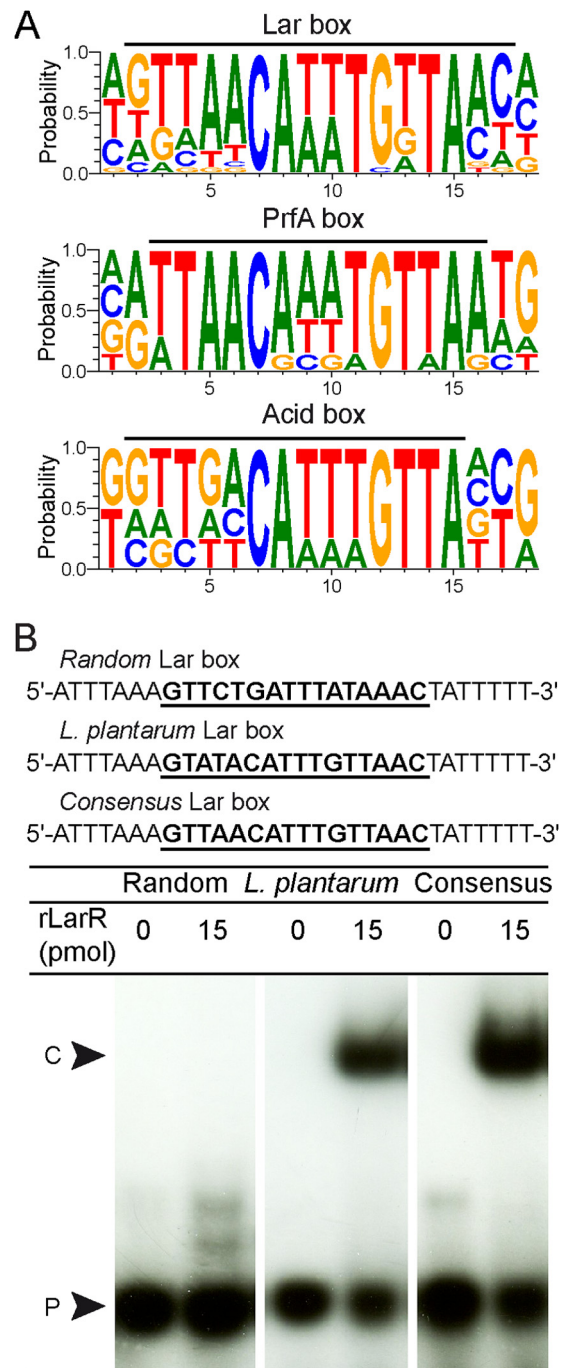 A
Lar box
Probability
1.0
0.5
0.0
5 10 15
PrfA box
Probability
1.0
0.5
0.0
5 10 15
Acid box
Probability
1.0
0.5
0.0
5 10 15
B
Random Lar box
5'-ATTTAAAGTTCTGATTTATAAACTATTTTT-3'
L. plantarum Lar box
5'-ATTTAAAGTATACATTTGTTAACTATTTTT-3'
Consensus Lar box
5'-ATTTAAAGTTAACATTTGTTAACTATTTTT-3'
Random L. plantarum Consensus
rLarR
(pmol) 0 15 0 15 0 15
C
P